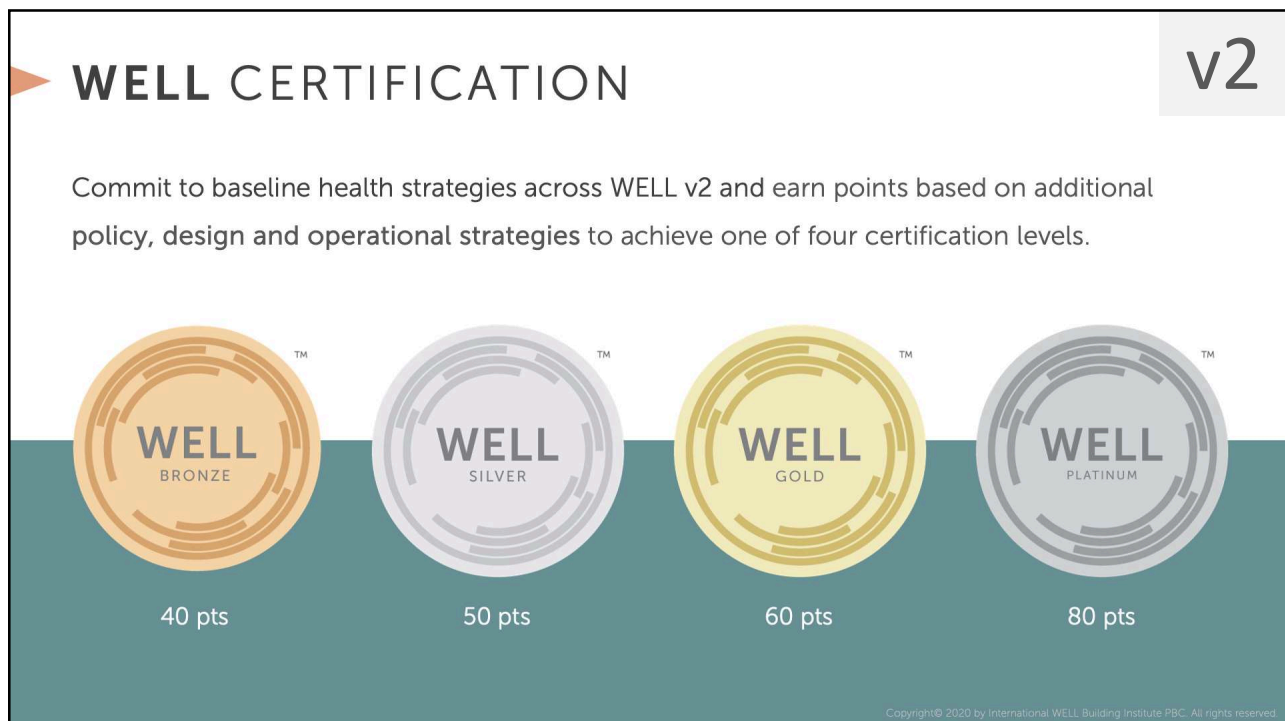 WELL CERTIFICATION
v2
Commit to baseline health strategies across WELL v2 and earn points based on additional
policy, design and operational strategies to achieve one of four certification levels.
WELL
BRONZE
TM
WELL
SILVER
TM
WELL
GOLD
TM
WELL
PLATINUM
TM
40 pts
50 pts
60 pts
80 pts
Copyright© 2020 by International WELL Building Institute PBC. All rights reserved.